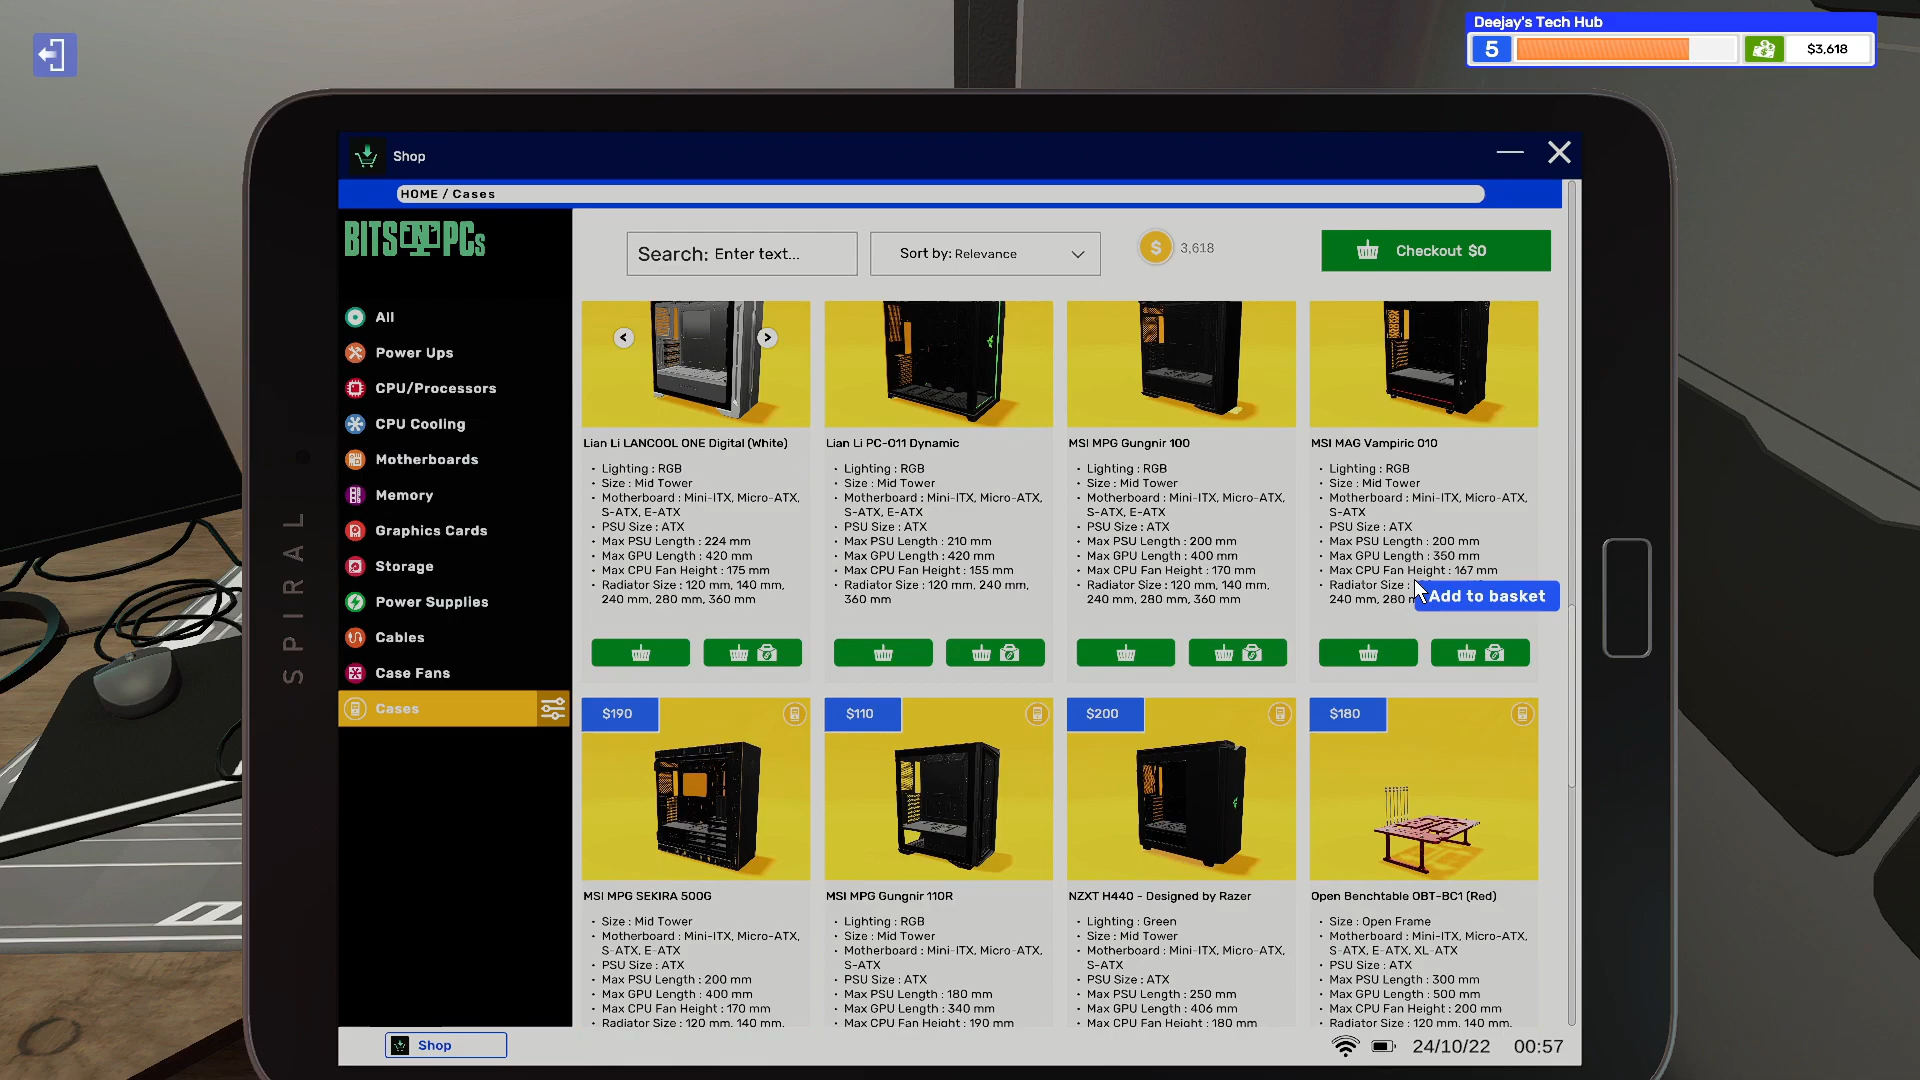 Deejay's Tech Hub
5
$3,618
Shop
HOME / Cases
BITS N PCs
Search: Enter text...
Sort by: Relevance
3,618
Checkout $0
All
Power Ups
CPU/Processors
CPU Cooling
Motherboards
Memory
Graphics Cards
Storage
Power Supplies
Cables
Case Fans
Cases
SPIRAL
Lian Li LANCOOL ONE Digital (White)
• Lighting : RGB
• Size : Mid Tower
• Motherboard : Mini-ITX, Micro-ATX,
S-ATX, E-ATX
• PSU Size : ATX
• Max PSU Length : 224 mm
• Max GPU Length : 420 mm
• Max CPU Fan Height : 175 mm
• Radiator Size : 120 mm, 140 mm,
240 mm, 280 mm, 360 mm
Lian Li PC-O11 Dynamic
• Lighting : RGB
• Size : Mid Tower
• Motherboard : Mini-ITX, Micro-ATX,
S-ATX, E-ATX
• PSU Size : ATX
• Max PSU Length : 210 mm
• Max GPU Length : 420 mm
• Max CPU Fan Height : 155 mm
• Radiator Size : 120 mm, 240 mm,
360 mm
MSI MPG Gungnir 100
• Lighting : RGB
• Size : Mid Tower
• Motherboard : Mini-ITX, Micro-ATX,
S-ATX, E-ATX
• PSU Size : ATX
• Max PSU Length : 200 mm
• Max GPU Length : 400 mm
• Max CPU Fan Height : 170 mm
• Radiator Size : 120 mm, 140 mm,
240 mm, 280 mm, 360 mm
MSI MAG Vampiric 010
• Lighting : RGB
• Size : Mid Tower
• Motherboard : Mini-ITX, Micro-ATX,
S-ATX
• PSU Size : ATX
• Max PSU Length : 200 mm
• Max GPU Length : 350 mm
• Max CPU Fan Height : 167 mm
• Radiator Size :
240 mm, 280
Add to basket
$190
MSI MPG SEKIRA 500G
• Size : Mid Tower
• Motherboard : Mini-ITX, Micro-ATX,
S-ATX, E-ATX
• PSU Size : ATX
• Max PSU Length : 200 mm
• Max GPU Length : 400 mm
• Max CPU Fan Height : 170 mm
• Radiator Size : 120 mm, 140 mm,
$110
MSI MPG Gungnir 110R
• Lighting : RGB
• Size : Mid Tower
• Motherboard : Mini-ITX, Micro-ATX,
S-ATX
• PSU Size : ATX
• Max PSU Length : 180 mm
• Max GPU Length : 340 mm
• Max CPU Fan Height : 190 mm
$200
NZXT H440 - Designed by Razer
• Lighting : Green
• Size : Mid Tower
• Motherboard : Mini-ITX, Micro-ATX,
S-ATX
• PSU Size : ATX
• Max PSU Length : 250 mm
• Max GPU Length : 406 mm
• Max CPU Fan Height : 180 mm
$180
Open Benchtable OBT-BC1 (Red)
• Size : Open Frame
• Motherboard : Mini-ITX, Micro-ATX,
S-ATX, E-ATX, XL-ATX
• PSU Size : ATX
• Max PSU Length : 300 mm
• Max GPU Length : 500 mm
• Max CPU Fan Height : 200 mm
• Radiator Size : 120 mm, 140 mm,
Shop
24/10/22 00:57